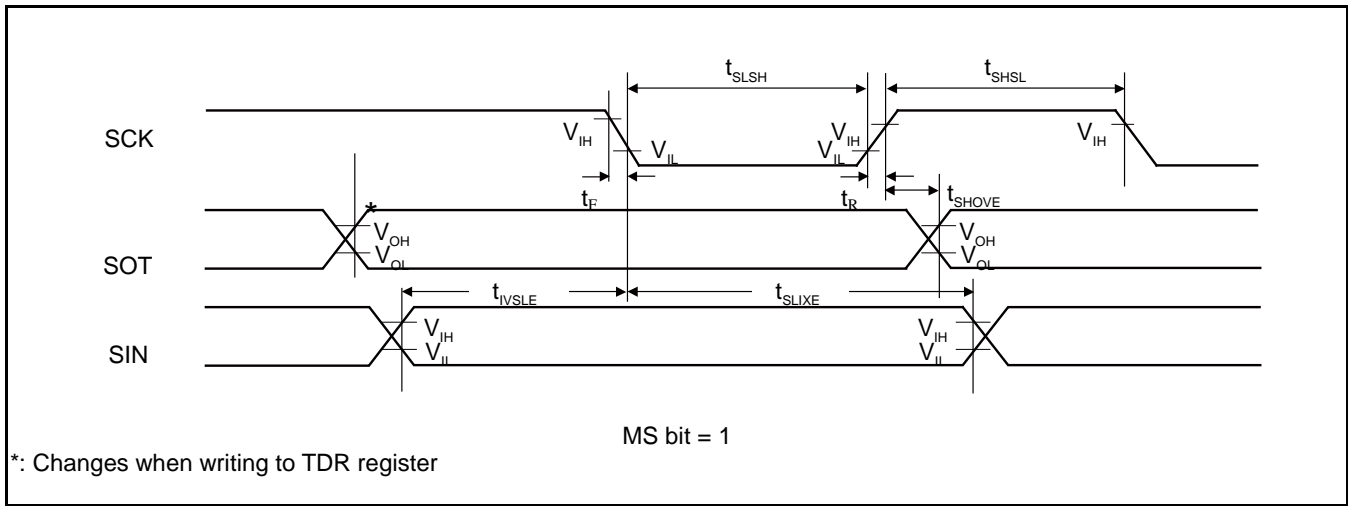 tSLSH
tSHSL
SCK
VIH
VIL
VIH
VIL
VIH
tF
tR
tSHOVE
*
SOT
VOH
VOL
VOH
VOL
tIVSLE
tSLIXE
SIN
VIH
VIL
VIH
VIL
MS bit = 1
*: Changes when writing to TDR register